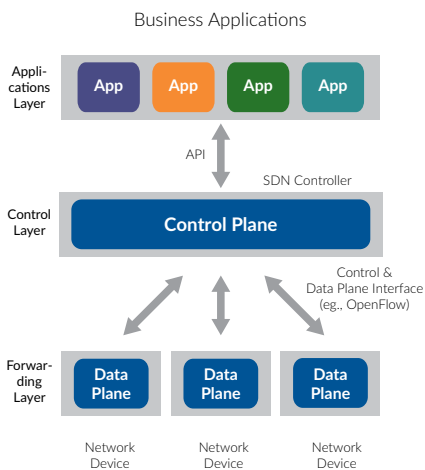 Business Applications
Appli-
cations
Layer
App
App
App
App
API
SDN Controller
Control
Layer
Control Plane
Control &
Data Plane Interface
(eg., OpenFlow)
Forwar-
ding
Layer
Data
Plane
Data
Plane
Data
Plane
Network
Device
Network
Device
Network
Device